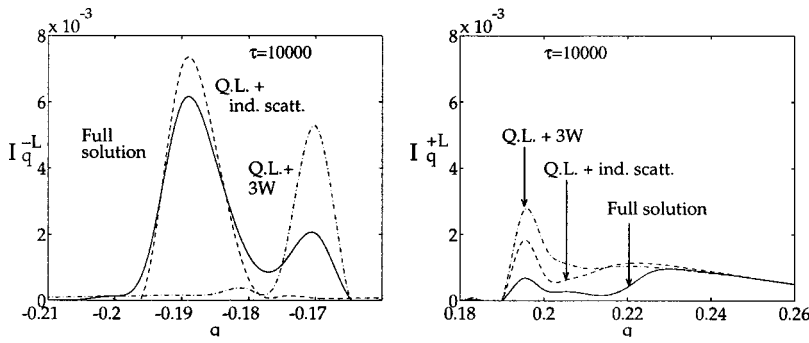 x 10⁻³
8
6
4
2
0
I q⁻ᴸ
τ=10000
Q.L. +
ind. scatt.
Full
solution
Q.L.+
3W
-0.21
-0.2
-0.19
-0.18
-0.17
q
x 10⁻³
8
6
4
2
0
I q⁺ᴸ
τ=10000
Q.L. + 3W
Q.L. + ind. scatt.
Full solution
0.18
0.2
0.22
0.24
0.26
q